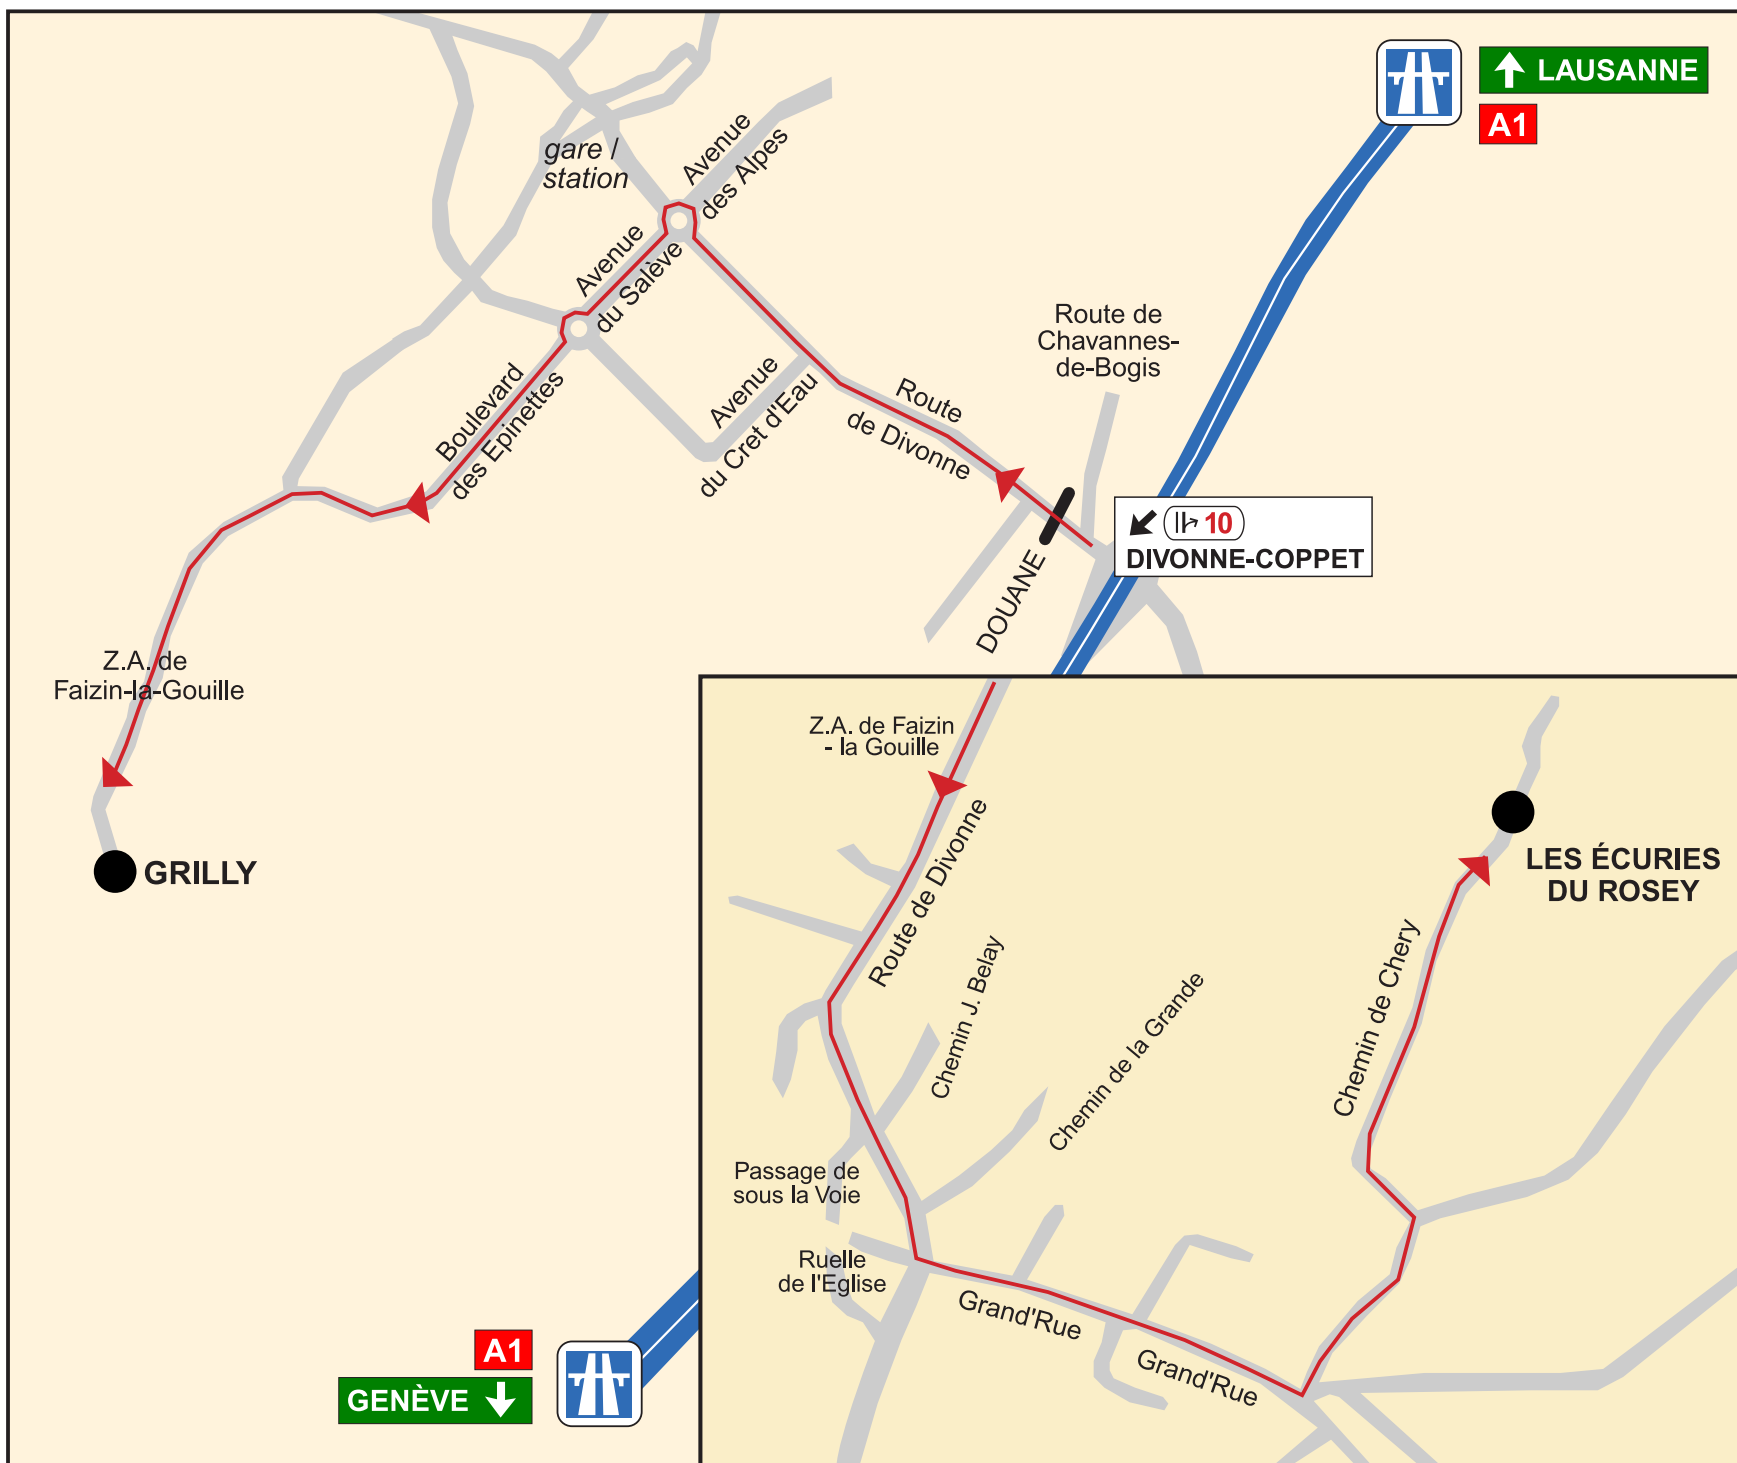 LAUSANNE
A1
gare /
station
Avenue
des Alpes
Avenue
du Salève
Boulevard
des Epinettes
Avenue
du Cret d'Eau
Route
de Divonne
Route de
Chavannes-
de-Bogis
10
DIVONNE-COPPET
DOUANE
Z.A. de
Faizin-la-Gouille
GRILLY
Z.A. de Faizin
- la Gouille
Route de Divonne
Chemin J. Belay
Chemin de la Grande
Chemin de Chery
LES ÉCURIES
DU ROSEY
Passage de
sous la Voie
Ruelle
de l'Eglise
Grand'Rue
Grand'Rue
A1
GENÈVE